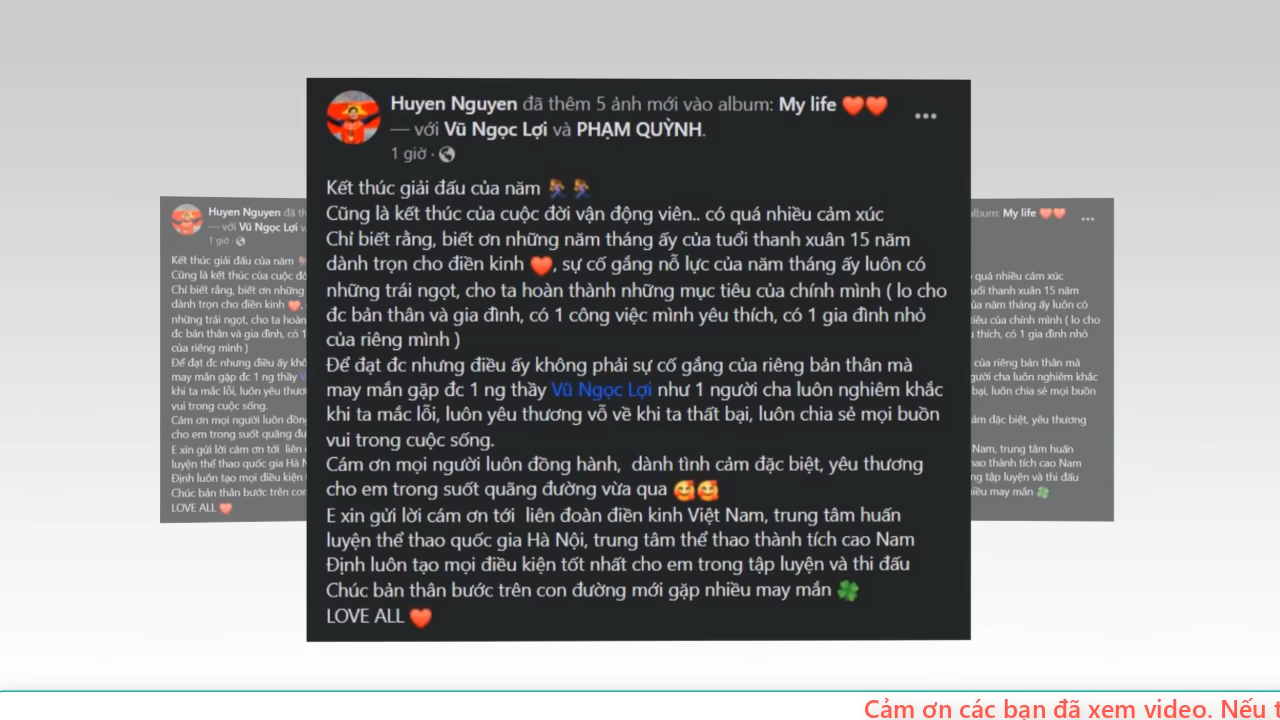 Huyen Nguyen đã thêm 5 ảnh mới vào album: My life ❤️❤️
— với Vũ Ngọc Lợi và PHẠM QUỲNH.
1 giờ ·
Kết thúc giải đấu của năm 🏃‍♀️🏃‍♀️
Cũng là kết thúc của cuộc đời vận động viên.. có quá nhiều cảm xúc
Chỉ biết rằng, biết ơn những năm tháng ấy của tuổi thanh xuân 15 năm
dành trọn cho điền kinh ❤️, sự cố gắng nỗ lực của năm tháng ấy luôn có
những trái ngọt, cho ta hoàn thành những mục tiêu của chính mình ( lo cho
đc bản thân và gia đình, có 1 công việc mình yêu thích, có 1 gia đình nhỏ
của riêng mình )
Để đạt đc nhưng điều ấy không phải sự cố gắng của riêng bản thân mà
may mắn gặp đc 1 ng thầy Vũ Ngọc Lợi như 1 người cha luôn nghiêm khắc
khi ta mắc lỗi, luôn yêu thương vỗ về khi ta thất bại, luôn chia sẻ mọi buồn
vui trong cuộc sống.
Cám ơn mọi người luôn đồng hành,  dành tình cảm đặc biệt, yêu thương
cho em trong suốt quãng đường vừa qua 🥰🥰
E xin gửi lời cám ơn tới  liên đoàn điền kinh Việt Nam, trung tâm huấn
luyện thể thao quốc gia Hà Nội, trung tâm thể thao thành tích cao Nam
Định luôn tạo mọi điều kiện tốt nhất cho em trong tập luyện và thi đấu
Chúc bản thân bước trên con đường mới gặp nhiều may mắn 🍀
LOVE ALL ❤️
Cảm ơn các bạn đã xem video. Nếu